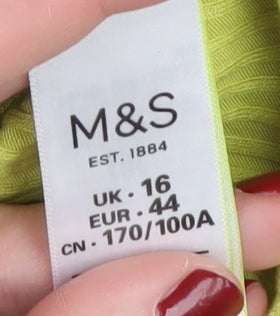 M&S
EST. 1884
UK · 16
EUR · 44
CN · 170/100A